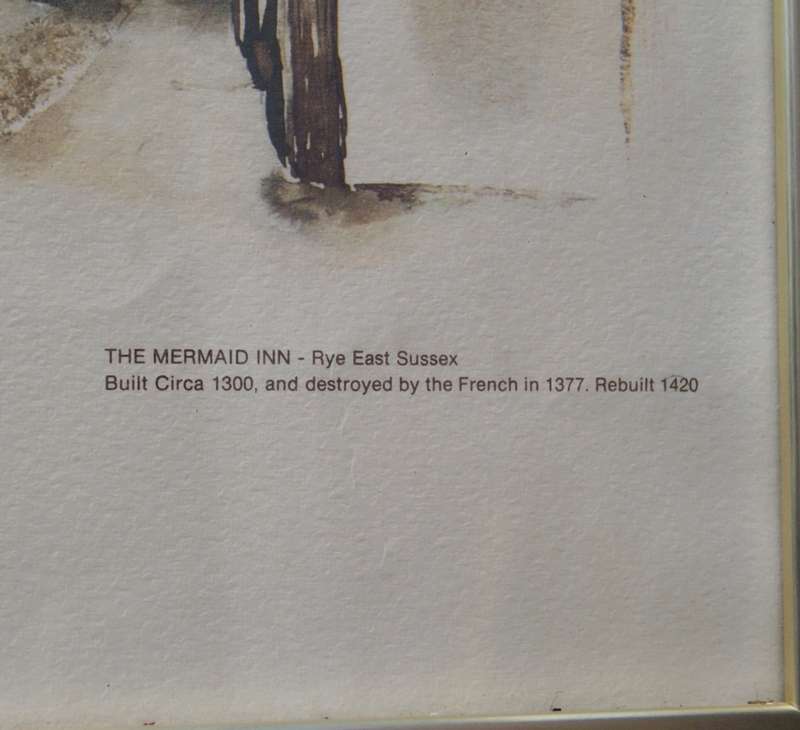 THE MERMAID INN - Rye East Sussex
Built Circa 1300, and destroyed by the French in 1377. Rebuilt 1420